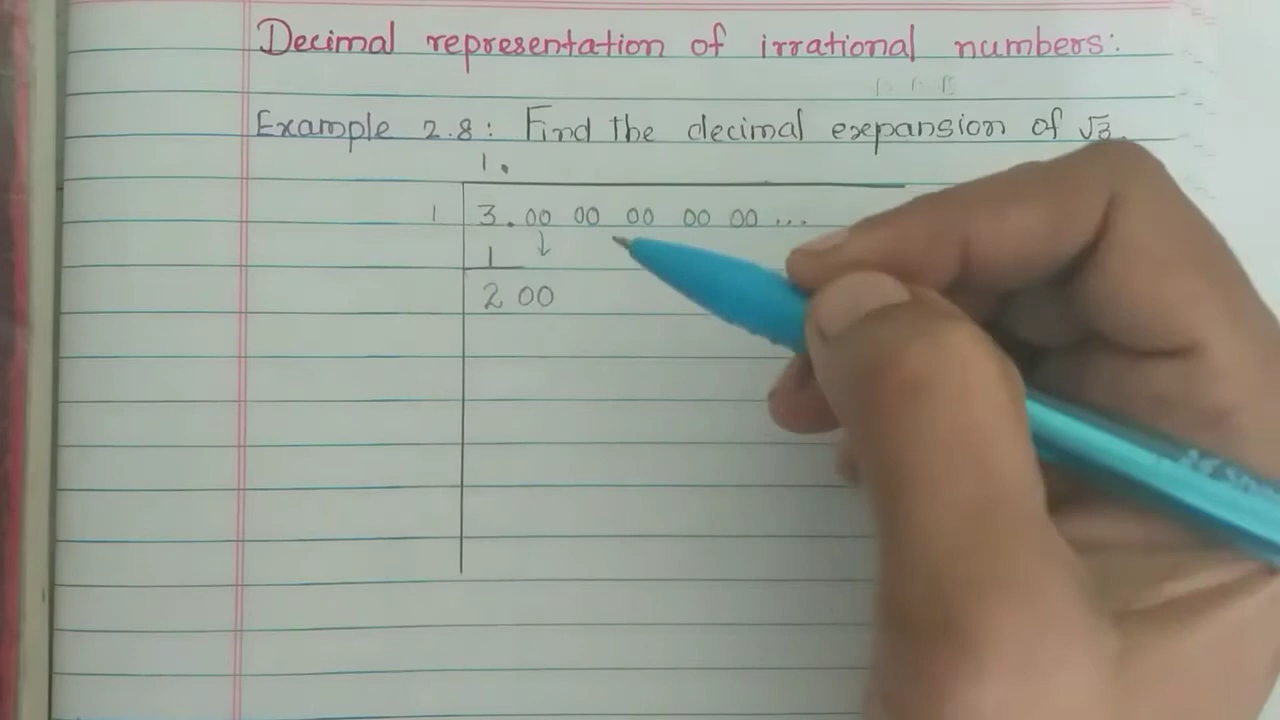 Decimal representation of irrational numbers:
Example 2.8: Find the decimal expansion of √3.
1.
1 3.00 00 00 00 00 ...
1 ↓
2 00